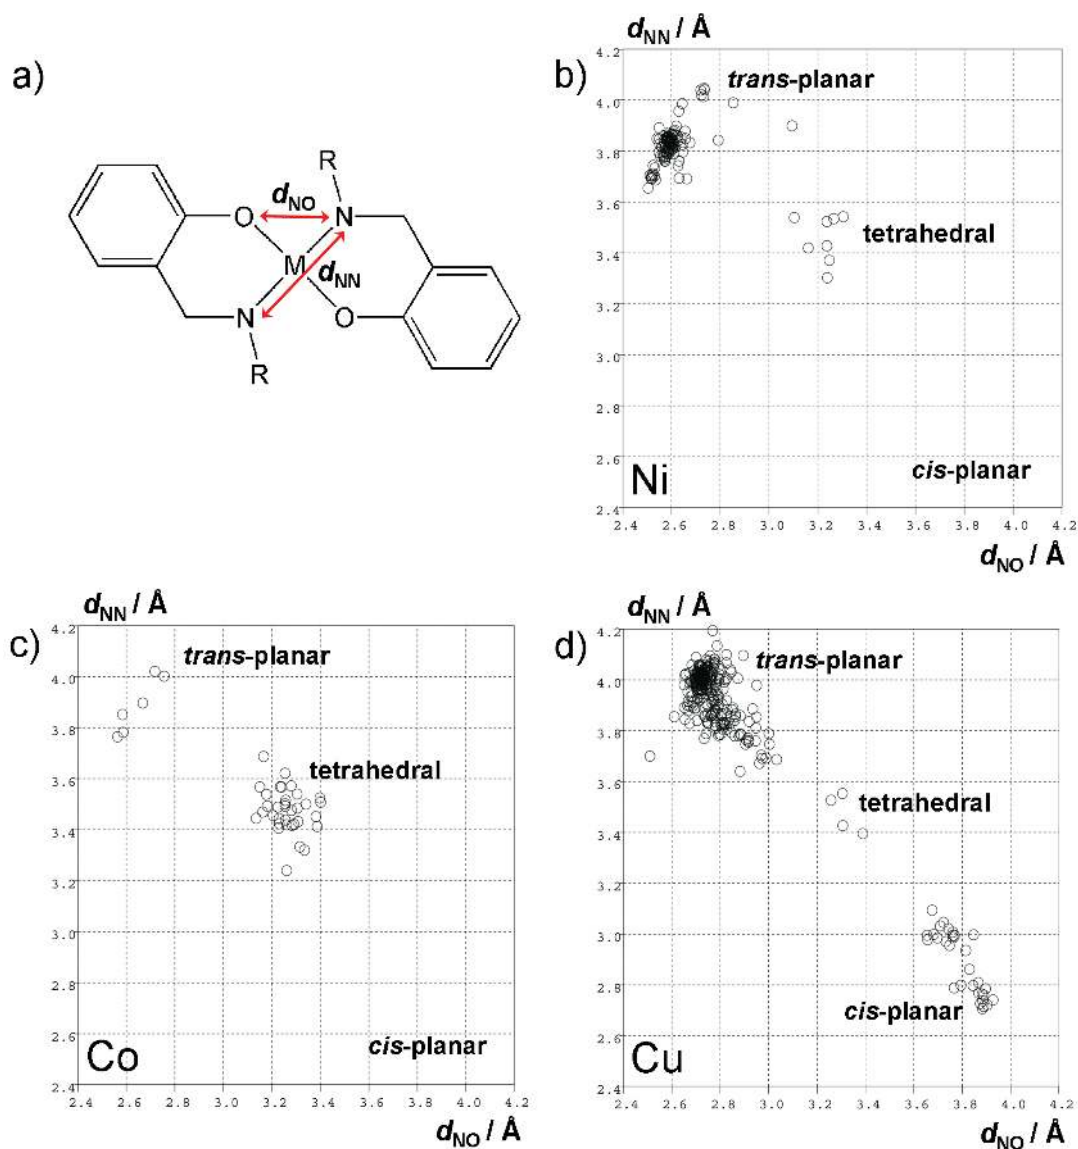 a)
R
O
d_NO
N
M
d_NN
N
O
R
b)
d_NN / Å
4.2
4.0
3.8
3.6
3.4
3.2
3.0
2.8
2.6
2.4
trans-planar
tetrahedral
cis-planar
Ni
2.4 2.6 2.8 3.0 3.2 3.4 3.6 3.8 4.0 4.2
d_NO / Å
c)
d_NN / Å
4.2
4.0
3.8
3.6
3.4
3.2
3.0
2.8
2.6
2.4
trans-planar
tetrahedral
cis-planar
Co
2.4 2.6 2.8 3.0 3.2 3.4 3.6 3.8 4.0 4.2
d_NO / Å
d)
d_NN / Å
4.2
4.0
3.8
3.6
3.4
3.2
3.0
2.8
2.6
2.4
trans-planar
tetrahedral
cis-planar
Cu
2.4 2.6 2.8 3.0 3.2 3.4 3.6 3.8 4.0 4.2
d_NO / Å